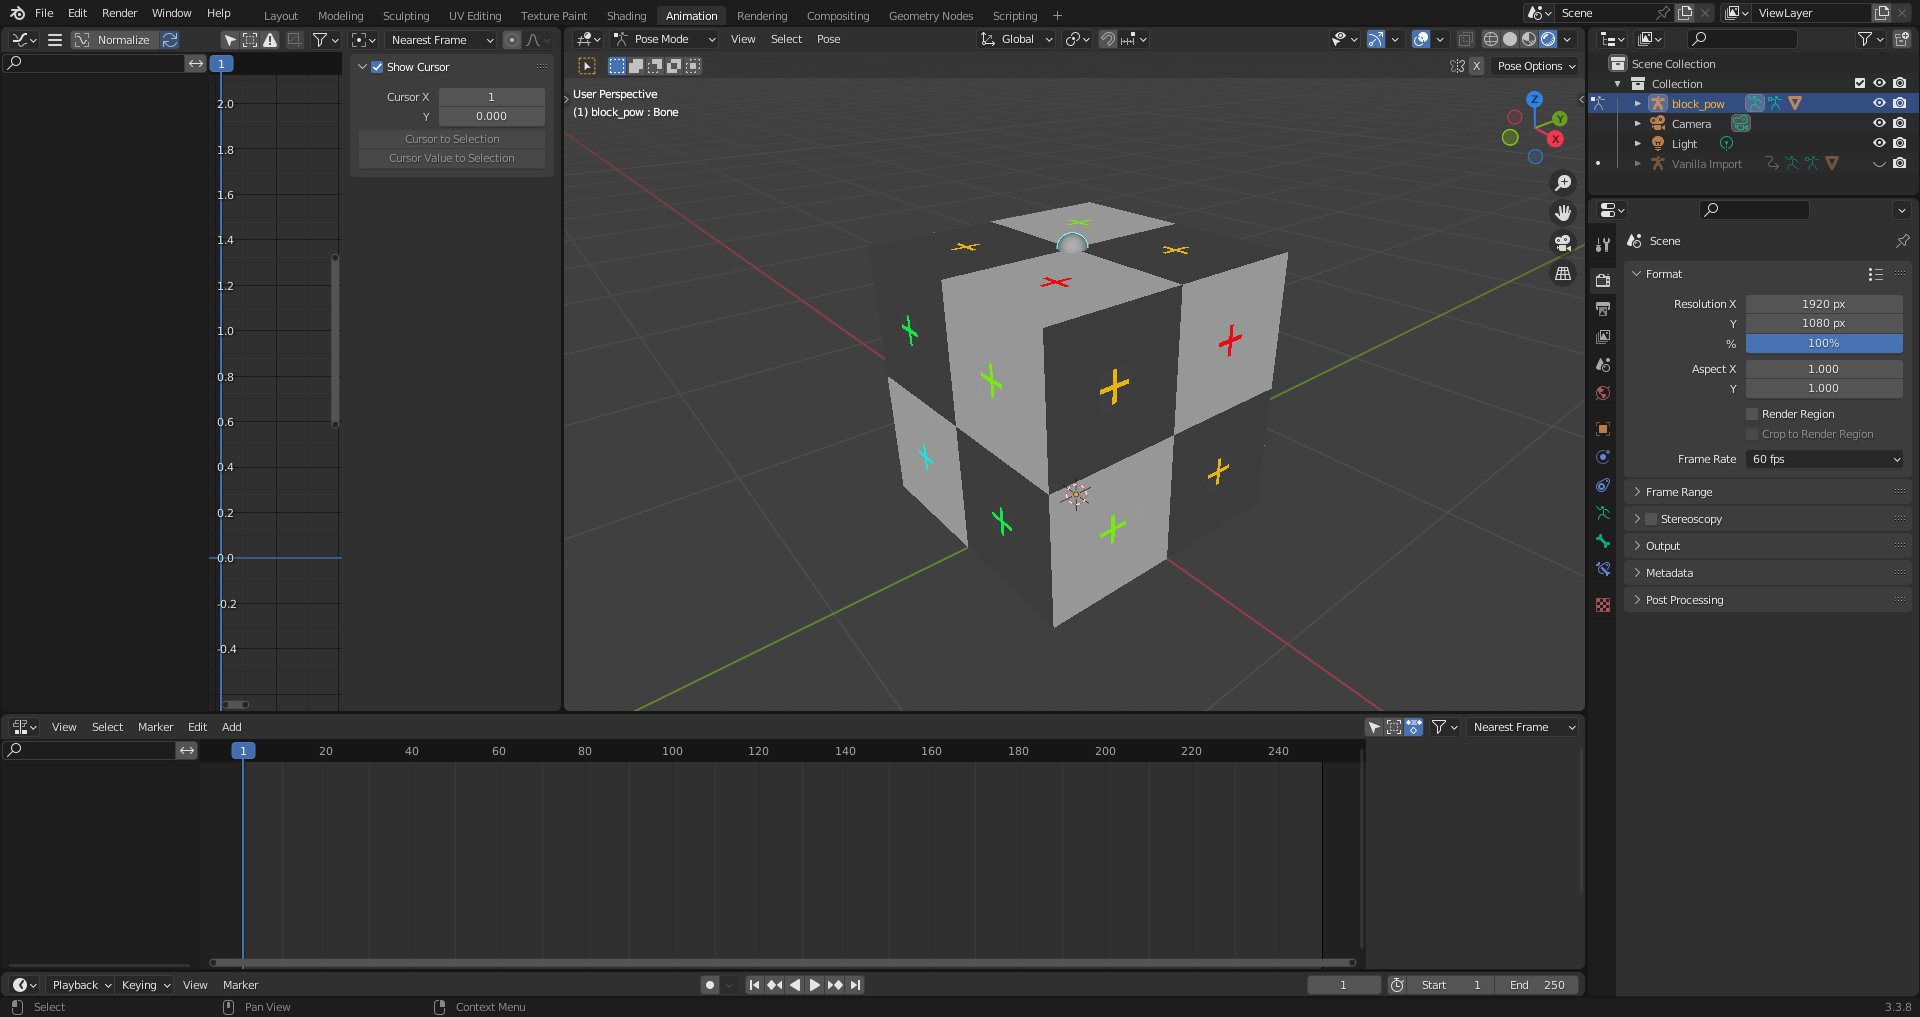 File Edit Render Window Help Layout Modeling Sculpting UV Editing Texture Paint Shading Animation Rendering Compositing Geometry Nodes Scripting + Scene ViewLayer
Normalize Nearest Frame
1
2.0
1.8
1.6
1.4
1.2
1.0
0.8
0.6
0.4
0.2
0.0
-0.2
-0.4
Show Cursor
Cursor X 1
Y 0.000
Cursor to Selection
Cursor Value to Selection
Pose Mode View Select Pose Global
X Pose Options
User Perspective
(1) block_pow : Bone
Z
Y
X
Scene Collection
Collection
block_pow
Camera
Light
Vanilla Import
Scene
Format
Resolution X 1920 px
Y 1080 px
% 100%
Aspect X 1.000
Y 1.000
Render Region
Crop to Render Region
Frame Rate 60 fps
Frame Range
Stereoscopy
Output
Metadata
Post Processing
View Select Marker Edit Add Nearest Frame
1 20 40 60 80 100 120 140 160 180 200 220 240
Playback Keying View Marker 1 Start 1 End 250
Select Pan View Context Menu 3.3.8